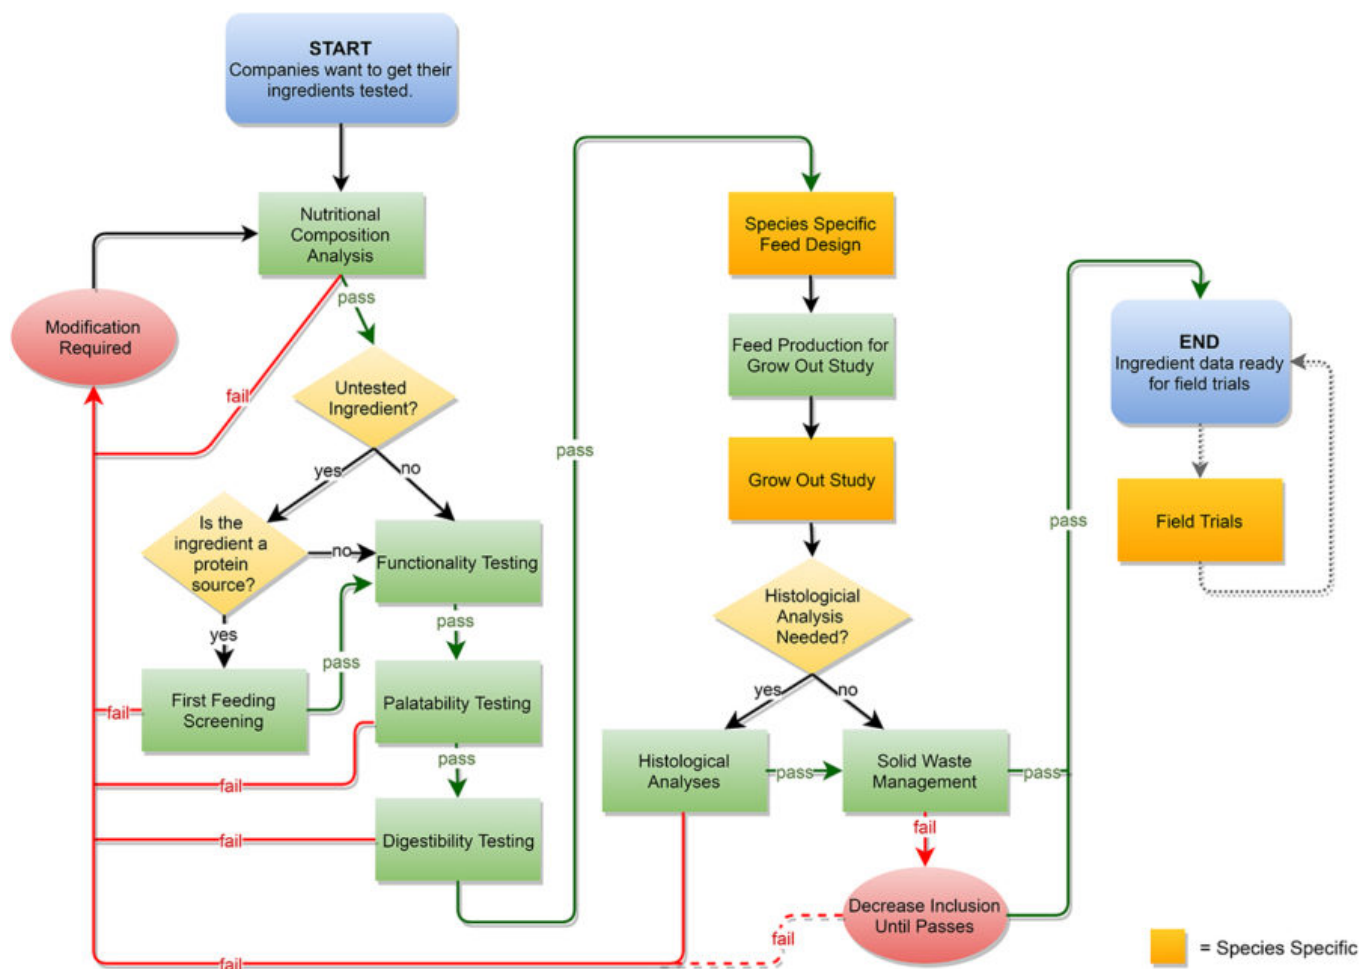 START
Companies want to get their
ingredients tested.
Nutritional
Composition
Analysis
pass
fail
Modification
Required
Untested
Ingredient?
yes
no
Is the
ingredient a
protein
source?
no
yes
Functionality Testing
pass
pass
First Feeding
Screening
fail
Palatability Testing
fail
pass
Digestibility Testing
fail
pass
Species Specific
Feed Design
Feed Production for
Grow Out Study
Grow Out Study
Histologicial
Analysis
Needed?
yes
no
Histological
Analyses
pass
Solid Waste
Management
pass
fail
Decrease Inclusion
Until Passes
fail
fail
pass
END
Ingredient data ready
for field trials
Field Trials
= Species Specific